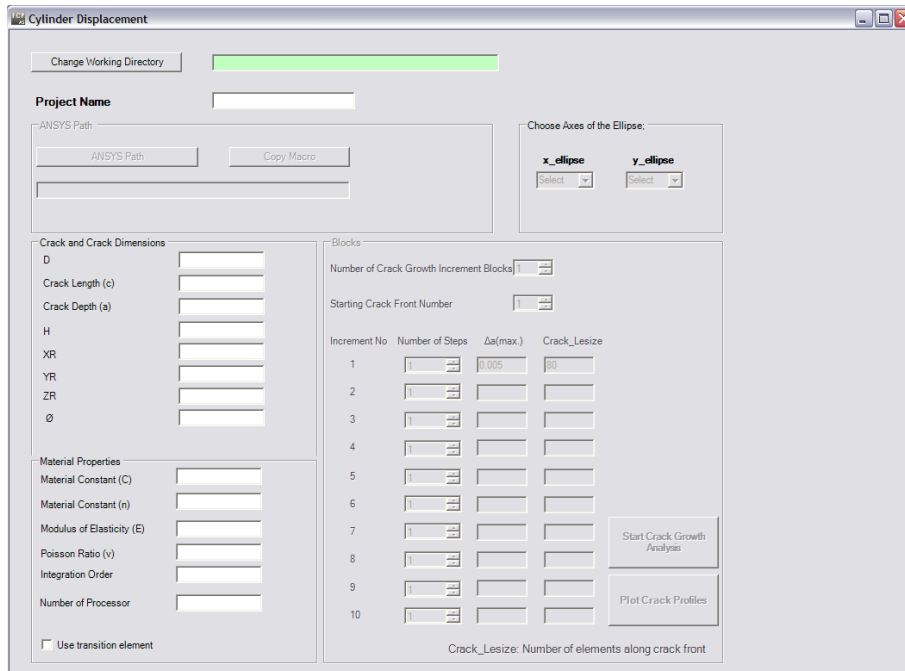 Cylinder Displacement
Change Working Directory
Project Name
ANSYS Path
ANSYS Path Copy Macro
Choose Axes of the Ellipse;
x_ellipse y_ellipse
Select Select
Crack and Crack Dimensions
D
Crack Length (c)
Crack Depth (a)
H
XR
YR
ZR
Ø
Material Properties
Material Constant (C)
Material Constant (n)
Modulus of Elasticity (E)
Poisson Ratio (v)
Integration Order
Number of Processor
Use transition element
Blocks
Number of Crack Growth Increment Blocks 1
Starting Crack Front Number 1
Increment No Number of Steps Δa(max.) Crack_Lesize
1 1 0.005 80
2 1
3 1
4 1
5 1
6 1
7 1
8 1
9 1
10 1
Start Crack Growth
Analysis
Plot Crack Profiles
Crack_Lesize: Number of elements along crack front